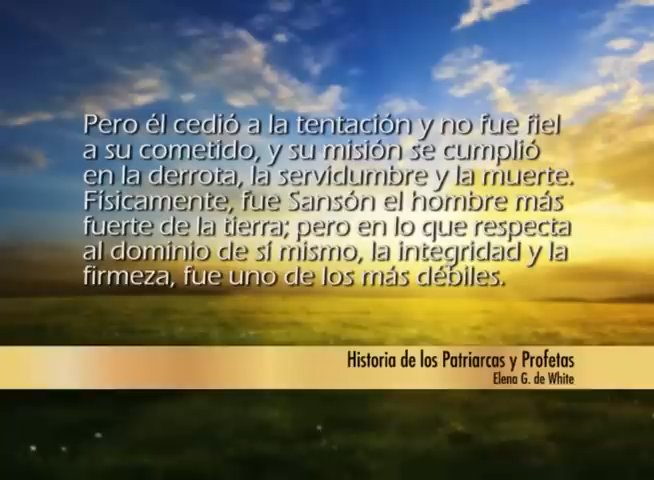 Pero él cedió a la tentación y no fue fiel
a su cometido, y su misión se cumplió
en la derrota, la servidumbre y la muerte.
Físicamente, fue Sansón el hombre más
fuerte de la tierra; pero en lo que respecta
al dominio de sí mismo, la integridad y la
firmeza, fue uno de los más débiles.
Historia de los Patriarcas y Profetas
Elena G. de White